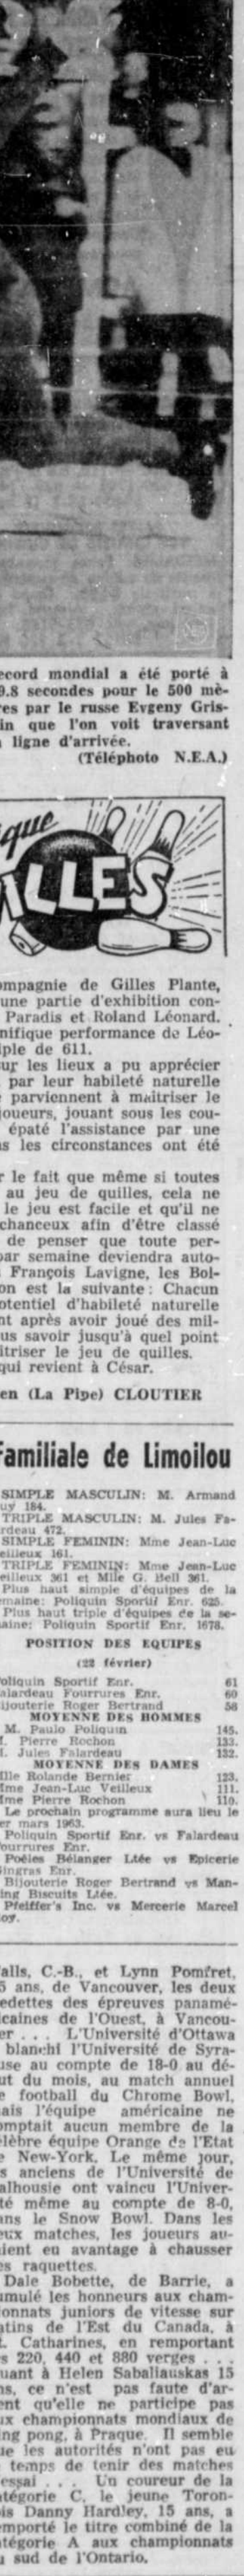 ecord mondial a été porté à
9.8 secondes pour le 500 mè-
res par le russe Evgeny Gris-
in que l'on voit traversant
ligne d'arrivée.
(Téléphoto N.E.A.)
que
ILLES
ompagnie de Gilles Plante,
une partie d'exhibition con-
Paradis et Roland Léonard.
nifique performance de Léo-
iple de 611.
ur les lieux a pu apprécier
par leur habileté naturelle
parviennent à maîtriser le
joueurs, jouant sous les cou-
épaté l'assistance par une
s les circonstances ont été
r le fait que même si toutes
au jeu de quilles, cela ne
le jeu est facile et qu'il ne
chanceux afin d'être classé
de penser que toute per-
par semaine deviendra auto-
François Lavigne, les Bol-
on est la suivante : Chacun
otentiel d'habileté naturelle
nt après avoir joué des mil-
us savoir jusqu'à quel point
itriser le jeu de quilles.
qui revient à César.
en (La Pipe) CLOUTIER
amiliale de Limoilou
SIMPLE MASCULIN: M. Armand
uy 184.
TRIPLE MASCULIN: M. Jules Fa-
rdeau 472.
SIMPLE FEMININ: Mme Jean-Luc
eilleux 161.
TRIPLE FEMININ: Mme Jean-Luc
eilleux 361 et Mlle G. Bell 361.
Plus haut simple d'équipes de la
maine: Poliquin Sportif Enr. 625.
Plus haut triple d'équipes de la se-
aine: Poliquin Sportif Enr. 1678.
POSITION DES EQUIPES
(22 février)
oliquin Sportif Enr. 61
alardeau Fourrures Enr. 60
ijouterie Roger Bertrand 58
MOYENNE DES HOMMES
M. Paulo Poliquin 145.
. Pierre Rochon 133.
. Jules Falardeau 132.
MOYENNE DES DAMES
lle Rolande Bernier 123.
me Jean-Luc Veilleux 111.
me Pierre Rochon 110.
Le prochain programme aura lieu le
er mars 1963.
Poliquin Sportif Enr. vs Falardeau
ourrures Enr.
Poêles Bélanger Ltée vs Epicerie
ingras Enr.
Bijouterie Roger Bertrand vs Man-
ing Biscuits Ltée.
Pfeiffer's Inc. vs Mercerie Marcel
oy.
alls, C.-B., et Lynn Pomfret,
5 ans, de Vancouver, les deux
edettes des épreuves panamé-
icaines de l'Ouest, à Vancou-
er . . . L'Université d'Ottawa
blanchi l'Université de Syra-
use au compte de 18-0 au dé-
ut du mois, au match annuel
e football du Chrome Bowl,
ais l'équipe américaine ne
omptait aucun membre de la
élèbre équipe Orange de l'Etat
e New-York. Le même jour,
s anciens de l'Université de
alhousie ont vaincu l'Univer-
té même au compte de 8-0,
ans le Snow Bowl. Dans les
eux matches, les joueurs au-
aient eu avantage à chausser
es raquettes.
Dale Bobette, de Barrie, a
umulé les honneurs aux cham-
onnats juniors de vitesse sur
atins de l'Est du Canada, à
t. Catharines, en remportant
s 220, 440 et 880 verges . . .
uant à Helen Sabaliauskas 15
ns, ce n'est pas faute d'ar-
ent qu'elle ne participe pas
ux championnats mondiaux de
ing pong, à Praque. Il semble
ue les autorités n'ont pas eu
temps de tenir des matches
essai . . . Un coureur de la
tégorie C, le jeune Toron-
is Danny Hardley, 15 ans, a
mporté le titre combiné de la
tégorie A aux championnats
u sud de l'Ontario.